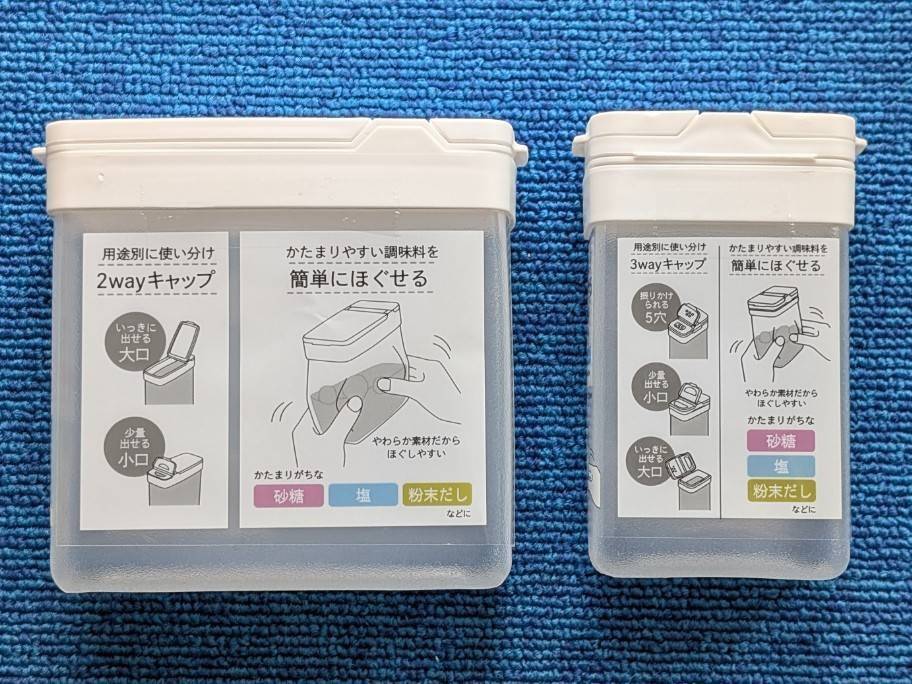 用途別に使い分け
2wayキャップ
いっきに
出せる
大口
少量
出せる
小口
かたまりやすい調味料を
簡単にほぐせる
やわらか素材だから
ほぐしやすい
かたまりがちな
砂糖 塩 粉末だし
などに
用途別に使い分け
3wayキャップ
振りかけ
られる
5穴
少量
出せる
小口
いっきに
出せる
大口
かたまりやすい調味料を
簡単にほぐせる
やわらか素材だから
ほぐしやすい
かたまりがちな
砂糖
塩
粉末だし
などに